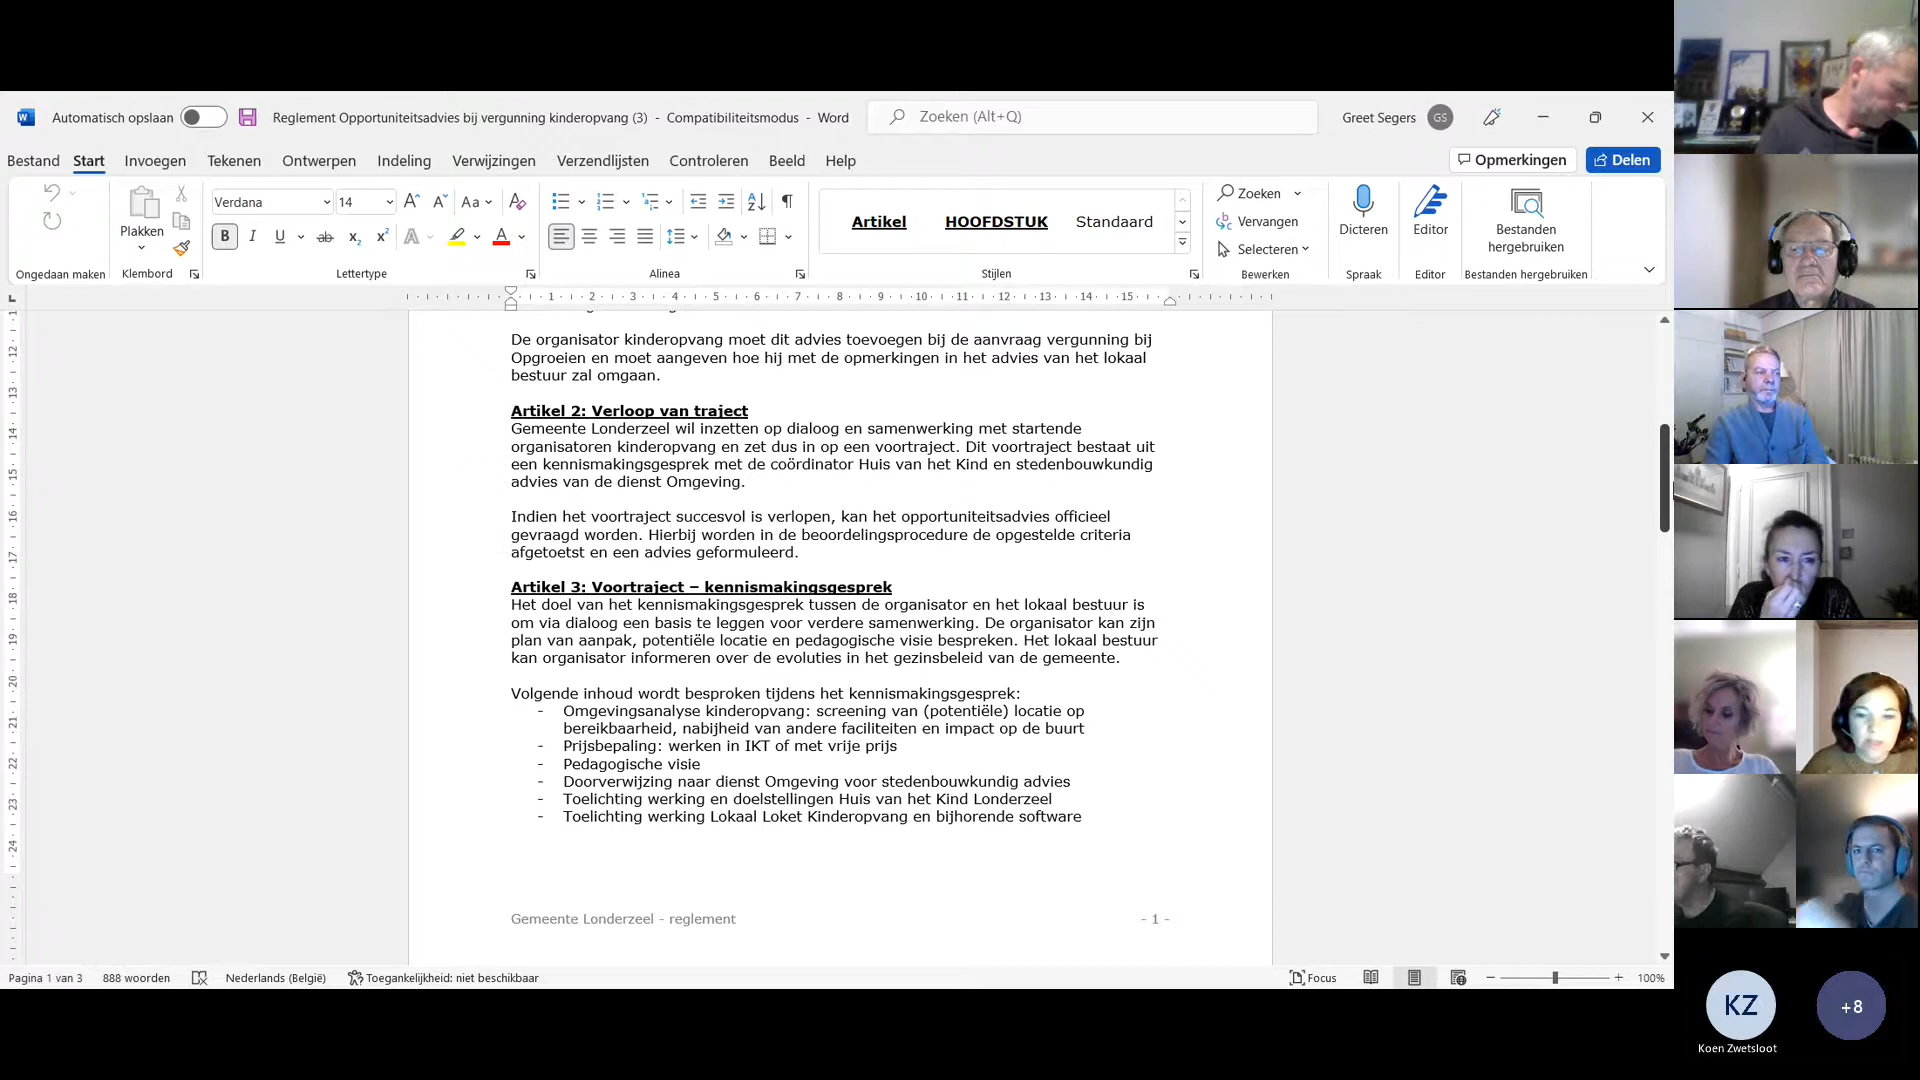 Automatisch opslaan
Reglement Opportuniteitsadvies bij vergunning kinderopvang (3) - Compatibiliteitsmodus - Word
Zoeken (Alt+Q)
Greet Segers
GS
Bestand Start Invoegen Tekenen Ontwerpen Indeling Verwijzingen Verzendlijsten Controleren Beeld Help
Opmerkingen
Delen
Plakken
Verdana
14
Artikel
HOOFDSTUK
Standaard
Zoeken
Vervangen
Selecteren
Dicteren
Editor
Bestanden
hergebruiken
Ongedaan maken
Klembord
Lettertype
Alinea
Stijlen
Bewerken
Spraak
Editor
Bestanden hergebruiken
De organisator kinderopvang moet dit advies toevoegen bij de aanvraag vergunning bij
Opgroeien en moet aangeven hoe hij met de opmerkingen in het advies van het lokaal
bestuur zal omgaan.
Artikel 2: Verloop van traject
Gemeente Londerzeel wil inzetten op dialoog en samenwerking met startende
organisatoren kinderopvang en zet dus in op een voortraject. Dit voortraject bestaat uit
een kennismakingsgesprek met de coördinator Huis van het Kind en stedenbouwkundig
advies van de dienst Omgeving.
Indien het voortraject succesvol is verlopen, kan het opportuniteitsadvies officieel
gevraagd worden. Hierbij worden in de beoordelingsprocedure de opgestelde criteria
afgetoetst en een advies geformuleerd.
Artikel 3: Voortraject – kennismakingsgesprek
Het doel van het kennismakingsgesprek tussen de organisator en het lokaal bestuur is
om via dialoog een basis te leggen voor verdere samenwerking. De organisator kan zijn
plan van aanpak, potentiële locatie en pedagogische visie bespreken. Het lokaal bestuur
kan organisator informeren over de evoluties in het gezinsbeleid van de gemeente.
Volgende inhoud wordt besproken tijdens het kennismakingsgesprek:
- Omgevingsanalyse kinderopvang: screening van (potentiële) locatie op
bereikbaarheid, nabijheid van andere faciliteiten en impact op de buurt
- Prijsbepaling: werken in IKT of met vrije prijs
- Pedagogische visie
- Doorverwijzing naar dienst Omgeving voor stedenbouwkundig advies
- Toelichting werking en doelstellingen Huis van het Kind Londerzeel
- Toelichting werking Lokaal Loket Kinderopvang en bijhorende software
Gemeente Londerzeel - reglement
- 1 -
Pagina 1 van 3
888 woorden
Nederlands (België)
Toegankelijkheid: niet beschikbaar
Focus
100%
KZ
+8
Koen Zwetsloot